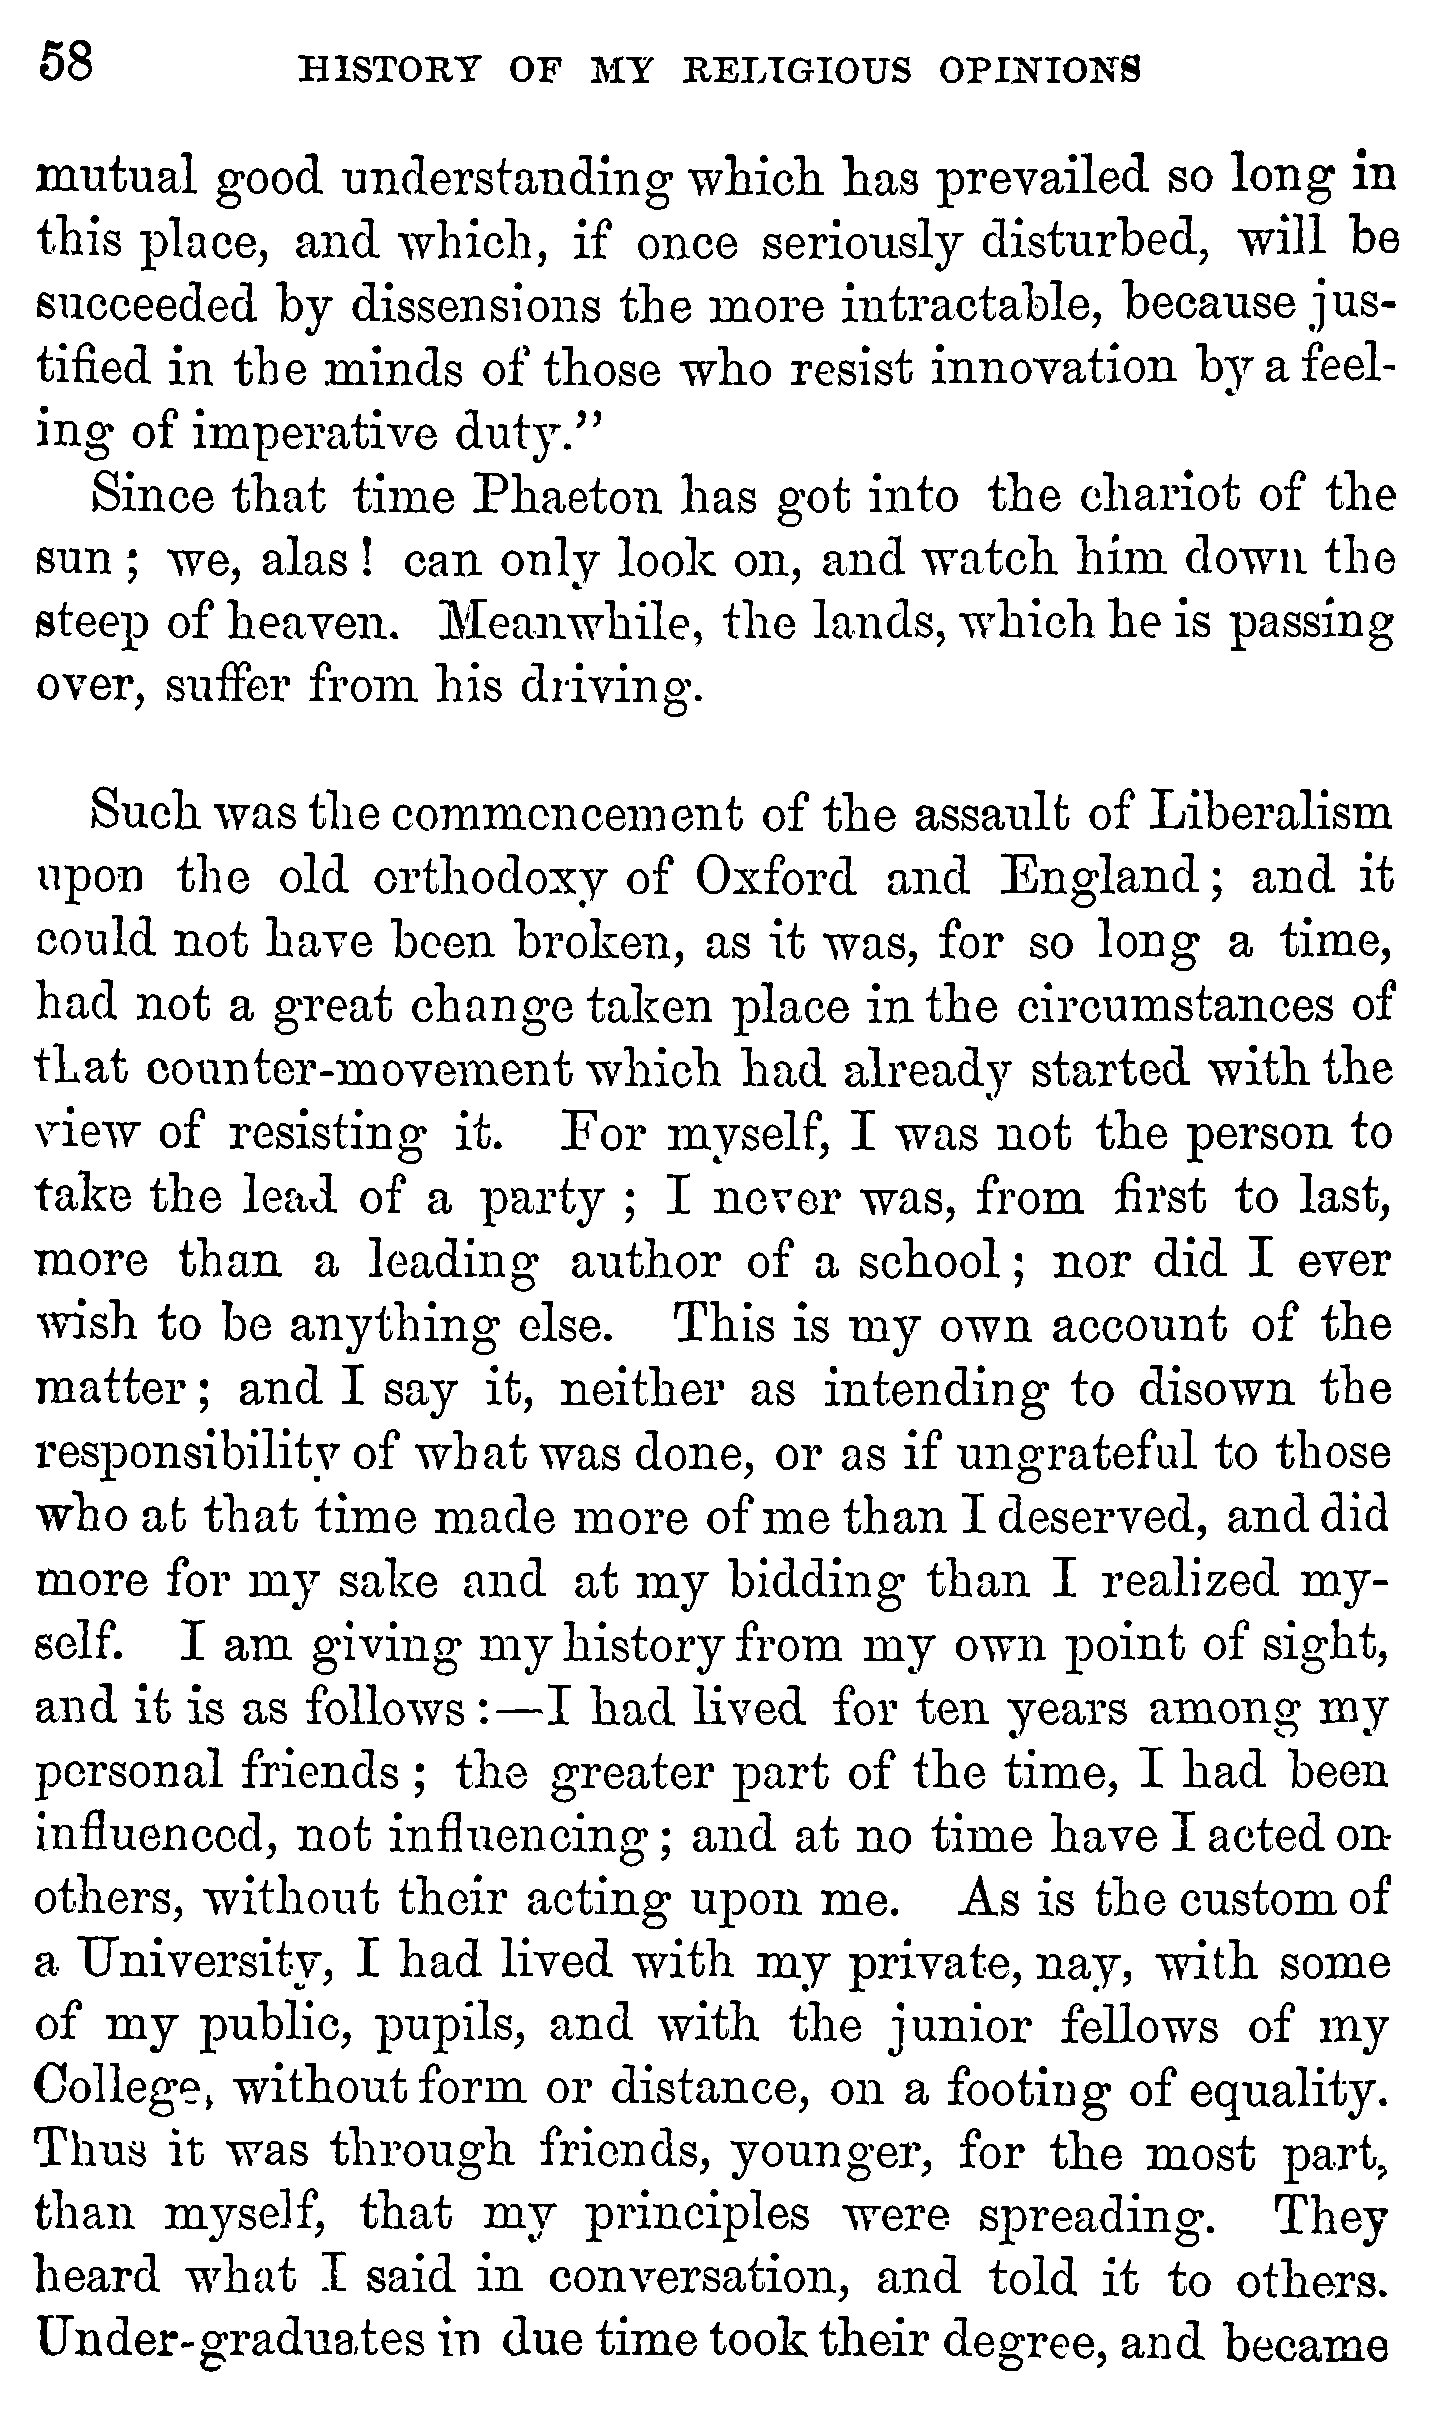 58 HISTORY OF MY RELIGIOUS OPINIONS
mutual good understanding which has prevailed so long in
this place, and which, if once seriously disturbed, will be
succeeded by dissensions the more intractable, because jus-
tified in the minds of those who resist innovation by a feel-
ing of imperative duty.”
Since that time Phaeton has got into the chariot of the
sun ; we, alas ! can only look on, and watch him down the
steep of heaven. Meanwhile, the lands, which he is passing
over, suffer from his driving.
Such was the commencement of the assault of Liberalism
upon the old orthodoxy of Oxford and England ; and it
could not have been broken, as it was, for so long a time,
had not a great change taken place in the circumstances of
that counter-movement which had already started with the
view of resisting it. For myself, I was not the person to
take the lead of a party ; I never was, from first to last,
more than a leading author of a school ; nor did I ever
wish to be anything else. This is my own account of the
matter ; and I say it, neither as intending to disown the
responsibility of what was done, or as if ungrateful to those
who at that time made more of me than I deserved, and did
more for my sake and at my bidding than I realized my-
self. I am giving my history from my own point of sight,
and it is as follows :—I had lived for ten years among my
personal friends ; the greater part of the time, I had been
influenced, not influencing ; and at no time have I acted on
others, without their acting upon me. As is the custom of
a University, I had lived with my private, nay, with some
of my public, pupils, and with the junior fellows of my
College, without form or distance, on a footing of equality.
Thus it was through friends, younger, for the most part,
than myself, that my principles were spreading. They
heard what I said in conversation, and told it to others.
Under-graduates in due time took their degree, and became